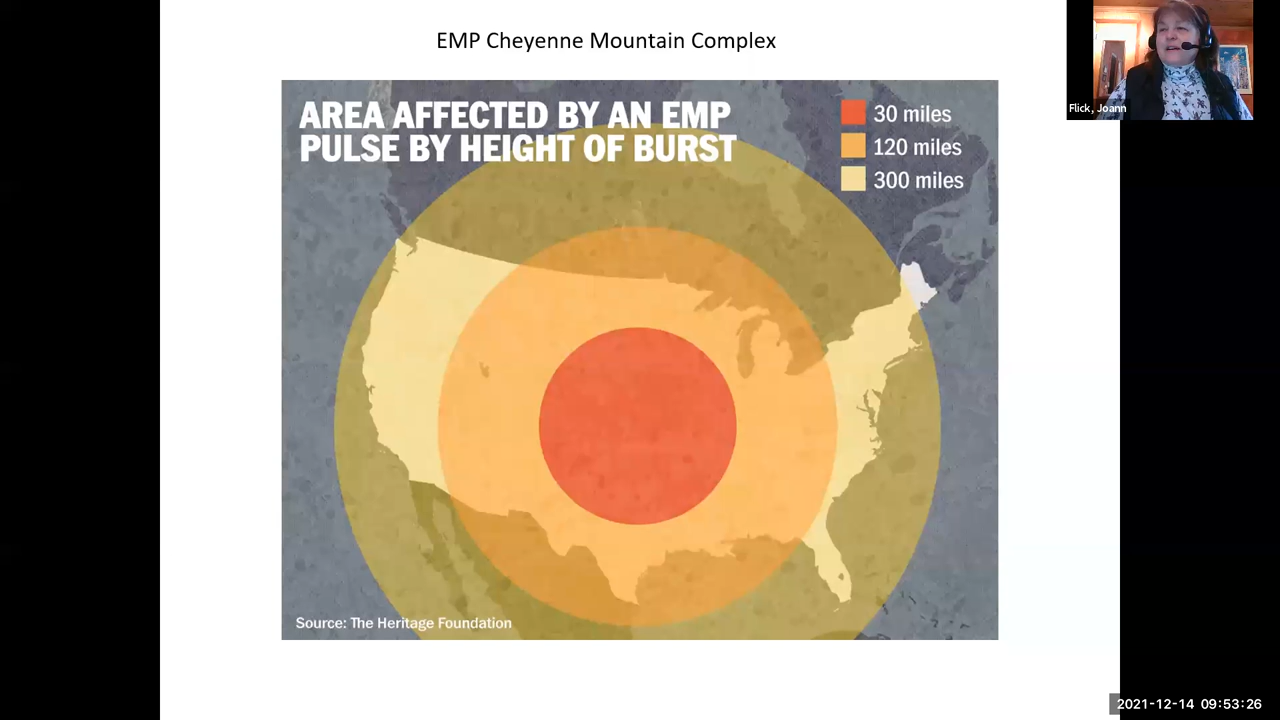 EMP Cheyenne Mountain Complex
AREA AFFECTED BY AN EMP
PULSE BY HEIGHT OF BURST
30 miles
120 miles
300 miles
Flick, Joann
Source: The Heritage Foundation
2021-12-14 09:53:26